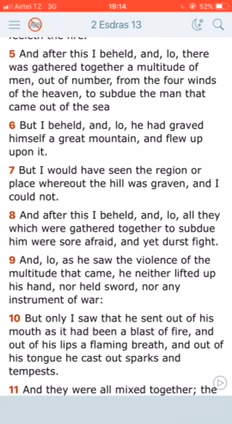 Airtel TZ 3G 19:14 52%
2 Esdras 13
5 And after this I beheld, and, lo, there
was gathered together a multitude of
men, out of number, from the four winds
of the heaven, to subdue the man that
came out of the sea
6 But I beheld, and, lo, he had graved
himself a great mountain, and flew up
upon it.
7 But I would have seen the region or
place whereout the hill was graven, and I
could not.
8 And after this I beheld, and, lo, all they
which were gathered together to subdue
him were sore afraid, and yet durst fight.
9 And, lo, as he saw the violence of the
multitude that came, he neither lifted up
his hand, nor held sword, nor any
instrument of war:
10 But only I saw that he sent out of his
mouth as it had been a blast of fire, and
out of his lips a flaming breath, and out of
his tongue he cast out sparks and
tempests.
11 And they were all mixed together; the